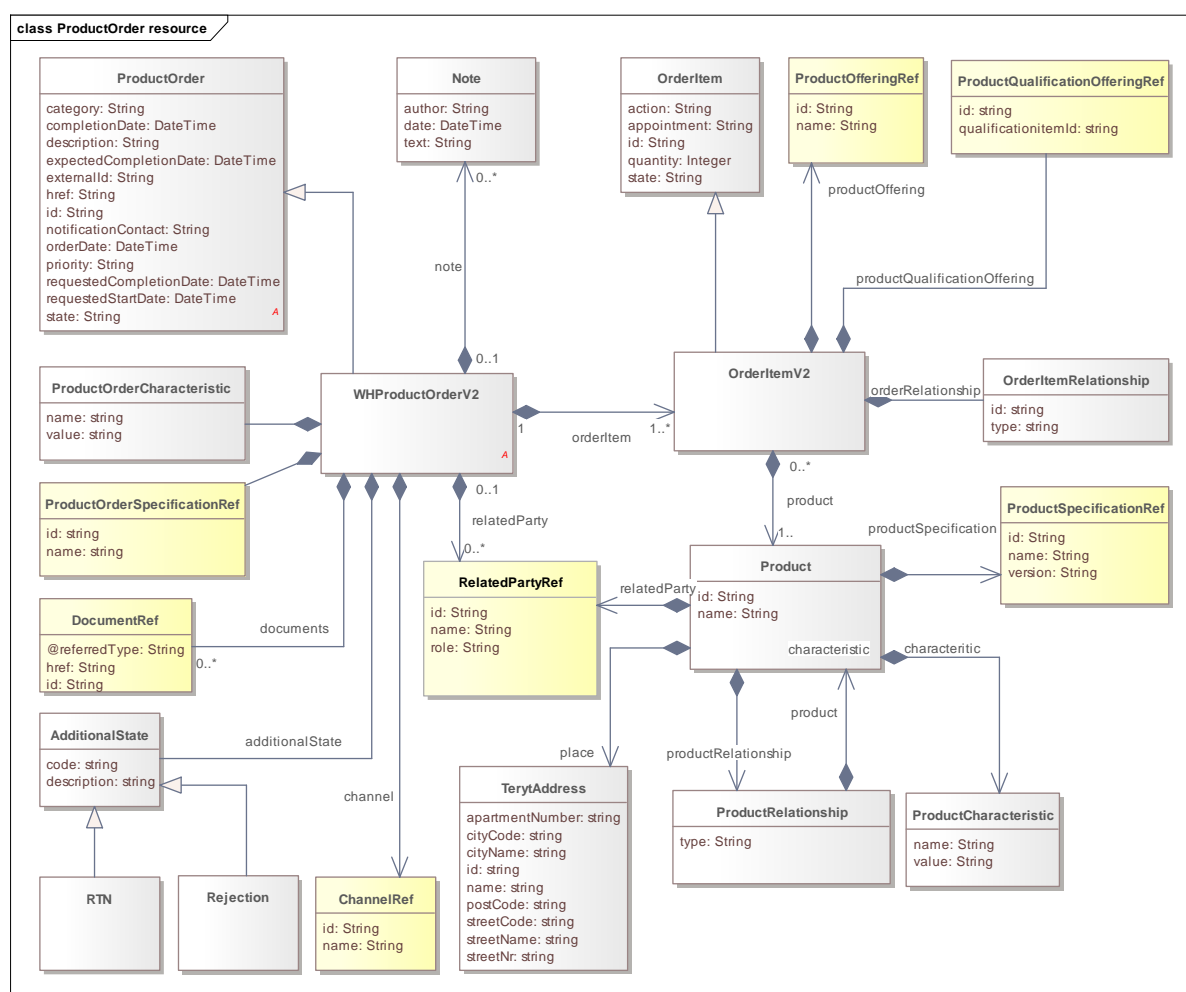 class ProductOrder resource
ProductOrder
category: String
completionDate: DateTime
description: String
expectedCompletionDate: DateTime
externalId: String
href: String
id: String
notificationContact: String
orderDate: DateTime
priority: String
requestedCompletionDate: DateTime
requestedStartDate: DateTime
state: String
A
Note
author: String
date: DateTime
text: String
0..*
note
0..1
OrderItem
action: String
appointment: String
id: String
quantity: Integer
state: String
ProductOfferingRef
id: String
name: String
productOffering
ProductQualificationOfferingRef
id: string
qualificationitemId: string
productQualificationOffering
ProductOrderCharacteristic
name: string
value: string
WHProductOrderV2
A
1
orderItem
1..*
OrderItemV2
orderRelationship
OrderItemRelationship
id: string
type: string
0..*
product
1..
ProductOrderSpecificationRef
id: string
name: string
0..1
relatedParty
0..*
RelatedPartyRef
id: String
name: String
role: String
relatedParty
Product
id: String
name: String
characteristic
productSpecification
ProductSpecificationRef
id: String
name: String
version: String
characteritic
DocumentRef
@referredType: String
href: String
id: String
documents
0..*
AdditionalState
code: string
description: string
additionalState
channel
place
productRelationship
product
RTN
Rejection
ChannelRef
id: String
name: String
TerytAddress
apartmentNumber: string
cityCode: string
cityName: string
id: string
name: string
postCode: string
streetCode: string
streetName: string
streetNr: string
ProductRelationship
type: String
ProductCharacteristic
name: String
value: String